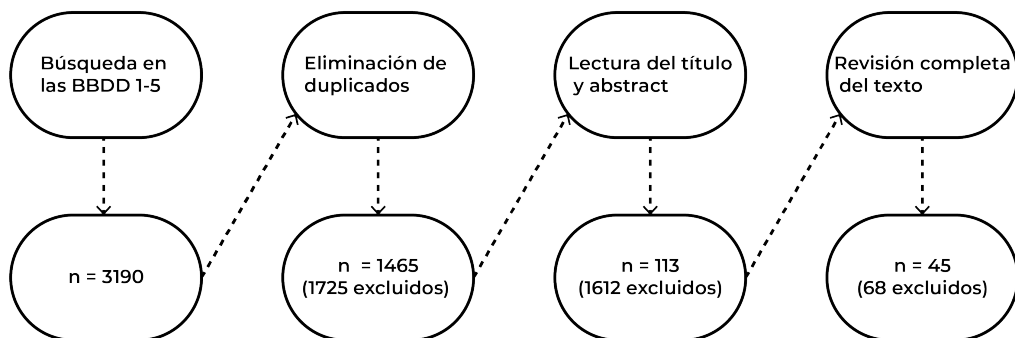 Búsqueda en
las BBDD 1-5
n = 3190
Eliminación de
duplicados
n = 1465
(1725 excluidos)
Lectura del título
y abstract
n = 113
(1612 excluidos)
Revisión completa
del texto
n = 45
(68 excluidos)